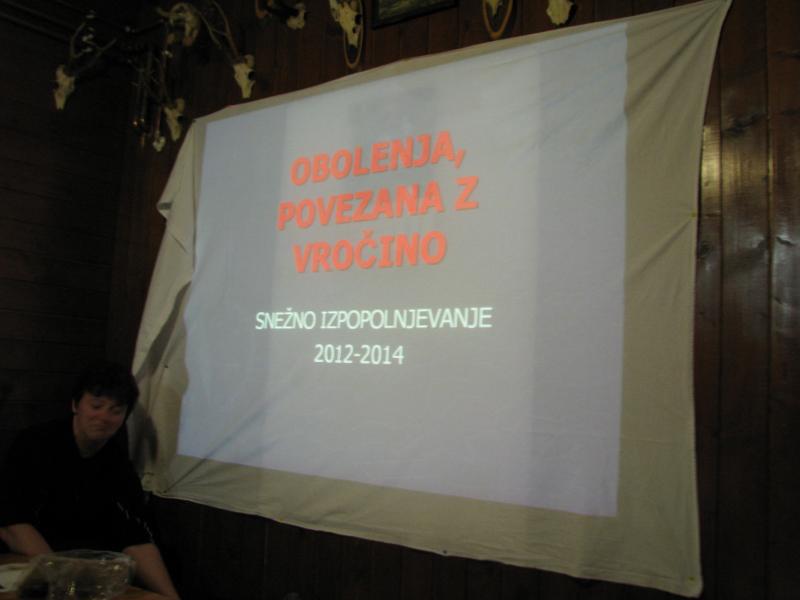 OBOLENJA,
POVEZANA Z
VROČINO
SNEŽNO IZPOPOLNJEVANJE
2012-2014